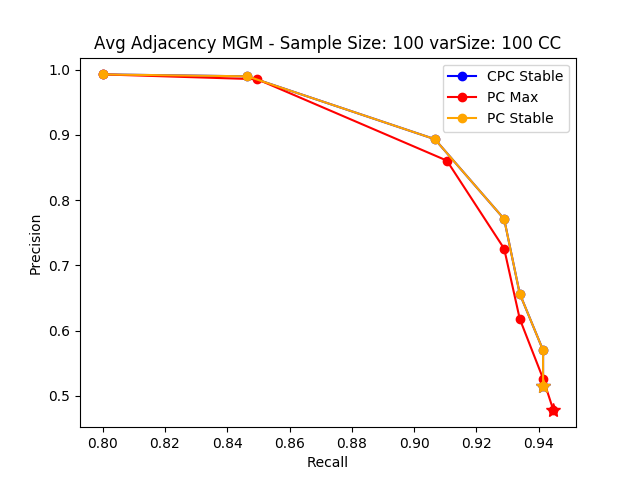 Avg Adjacency MGM - Sample Size: 100 varSize: 100 CC
CPC Stable
PC Max
PC Stable
1.0
0.9
0.8
0.7
0.6
0.5
Precision
0.80 0.82 0.84 0.86 0.88 0.90 0.92 0.94
Recall